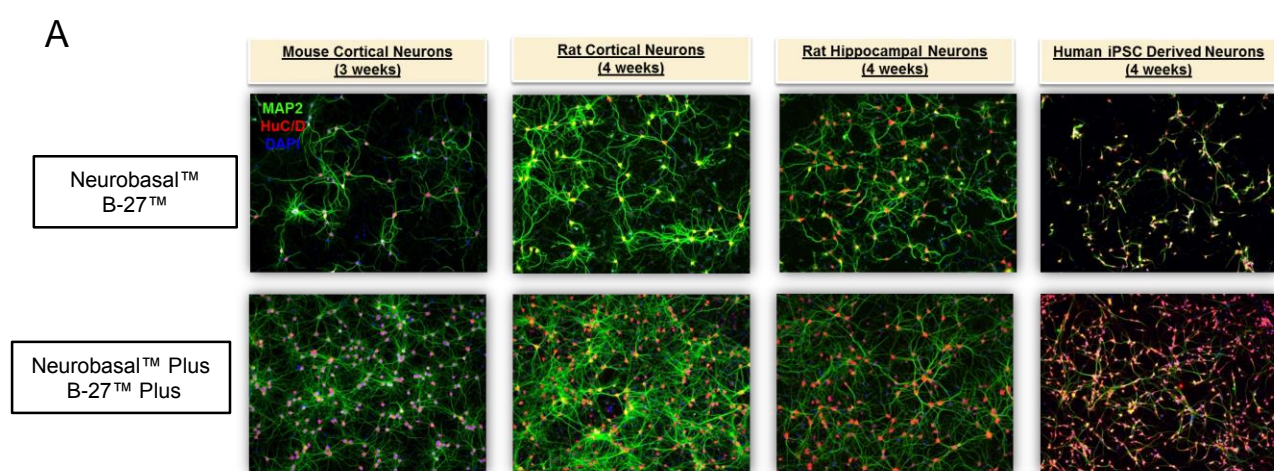 A
Mouse Cortical Neurons
(3 weeks)
Rat Cortical Neurons
(4 weeks)
Rat Hippocampal Neurons
(4 weeks)
Human iPSC Derived Neurons
(4 weeks)
MAP2
HuC/D
DAPI
Neurobasal™
B-27™
Neurobasal™ Plus
B-27™ Plus